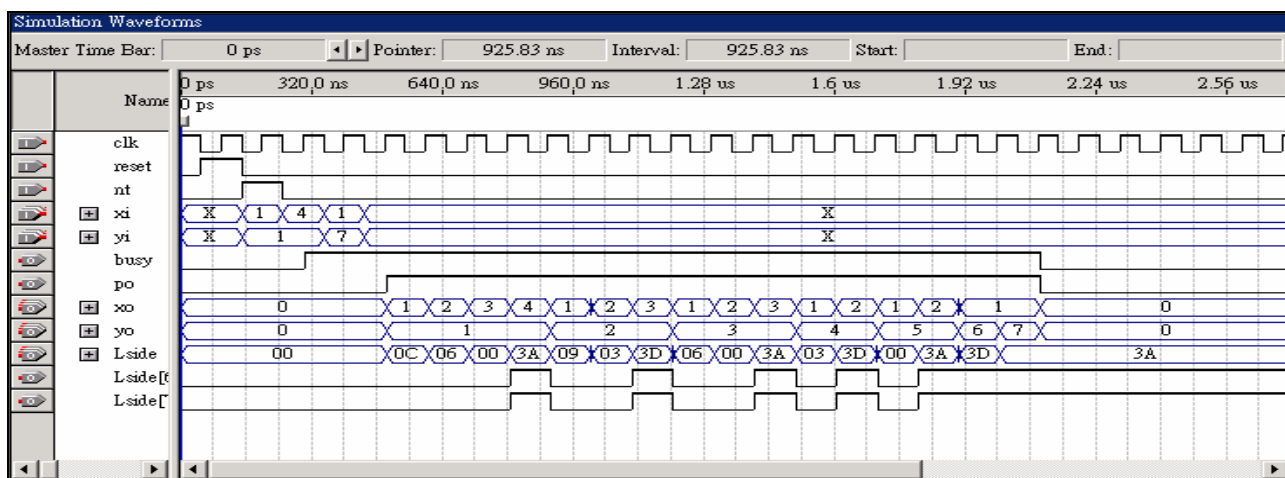 Simulation Waveforms
Master Time Bar: 0 ps Pointer: 925.83 ns Interval: 925.83 ns Start: End:
0 ps 320.0 ns 640.0 ns 960.0 ns 1.28 us 1.6 us 1.92 us 2.24 us 2.56 us
Name 0 ps
clk
reset
nt
xi X 1 4 1 X
yi X 1 7 X
busy
po
xo 0 1 2 3 4 1 2 3 1 2 3 1 2 1 2 1 0
yo 0 1 2 3 4 5 6 7 0
Lside 00 0C 06 00 3A 09 03 3D 06 00 3A 03 3D 00 3A 3D 3A
Lside[6
Lside[